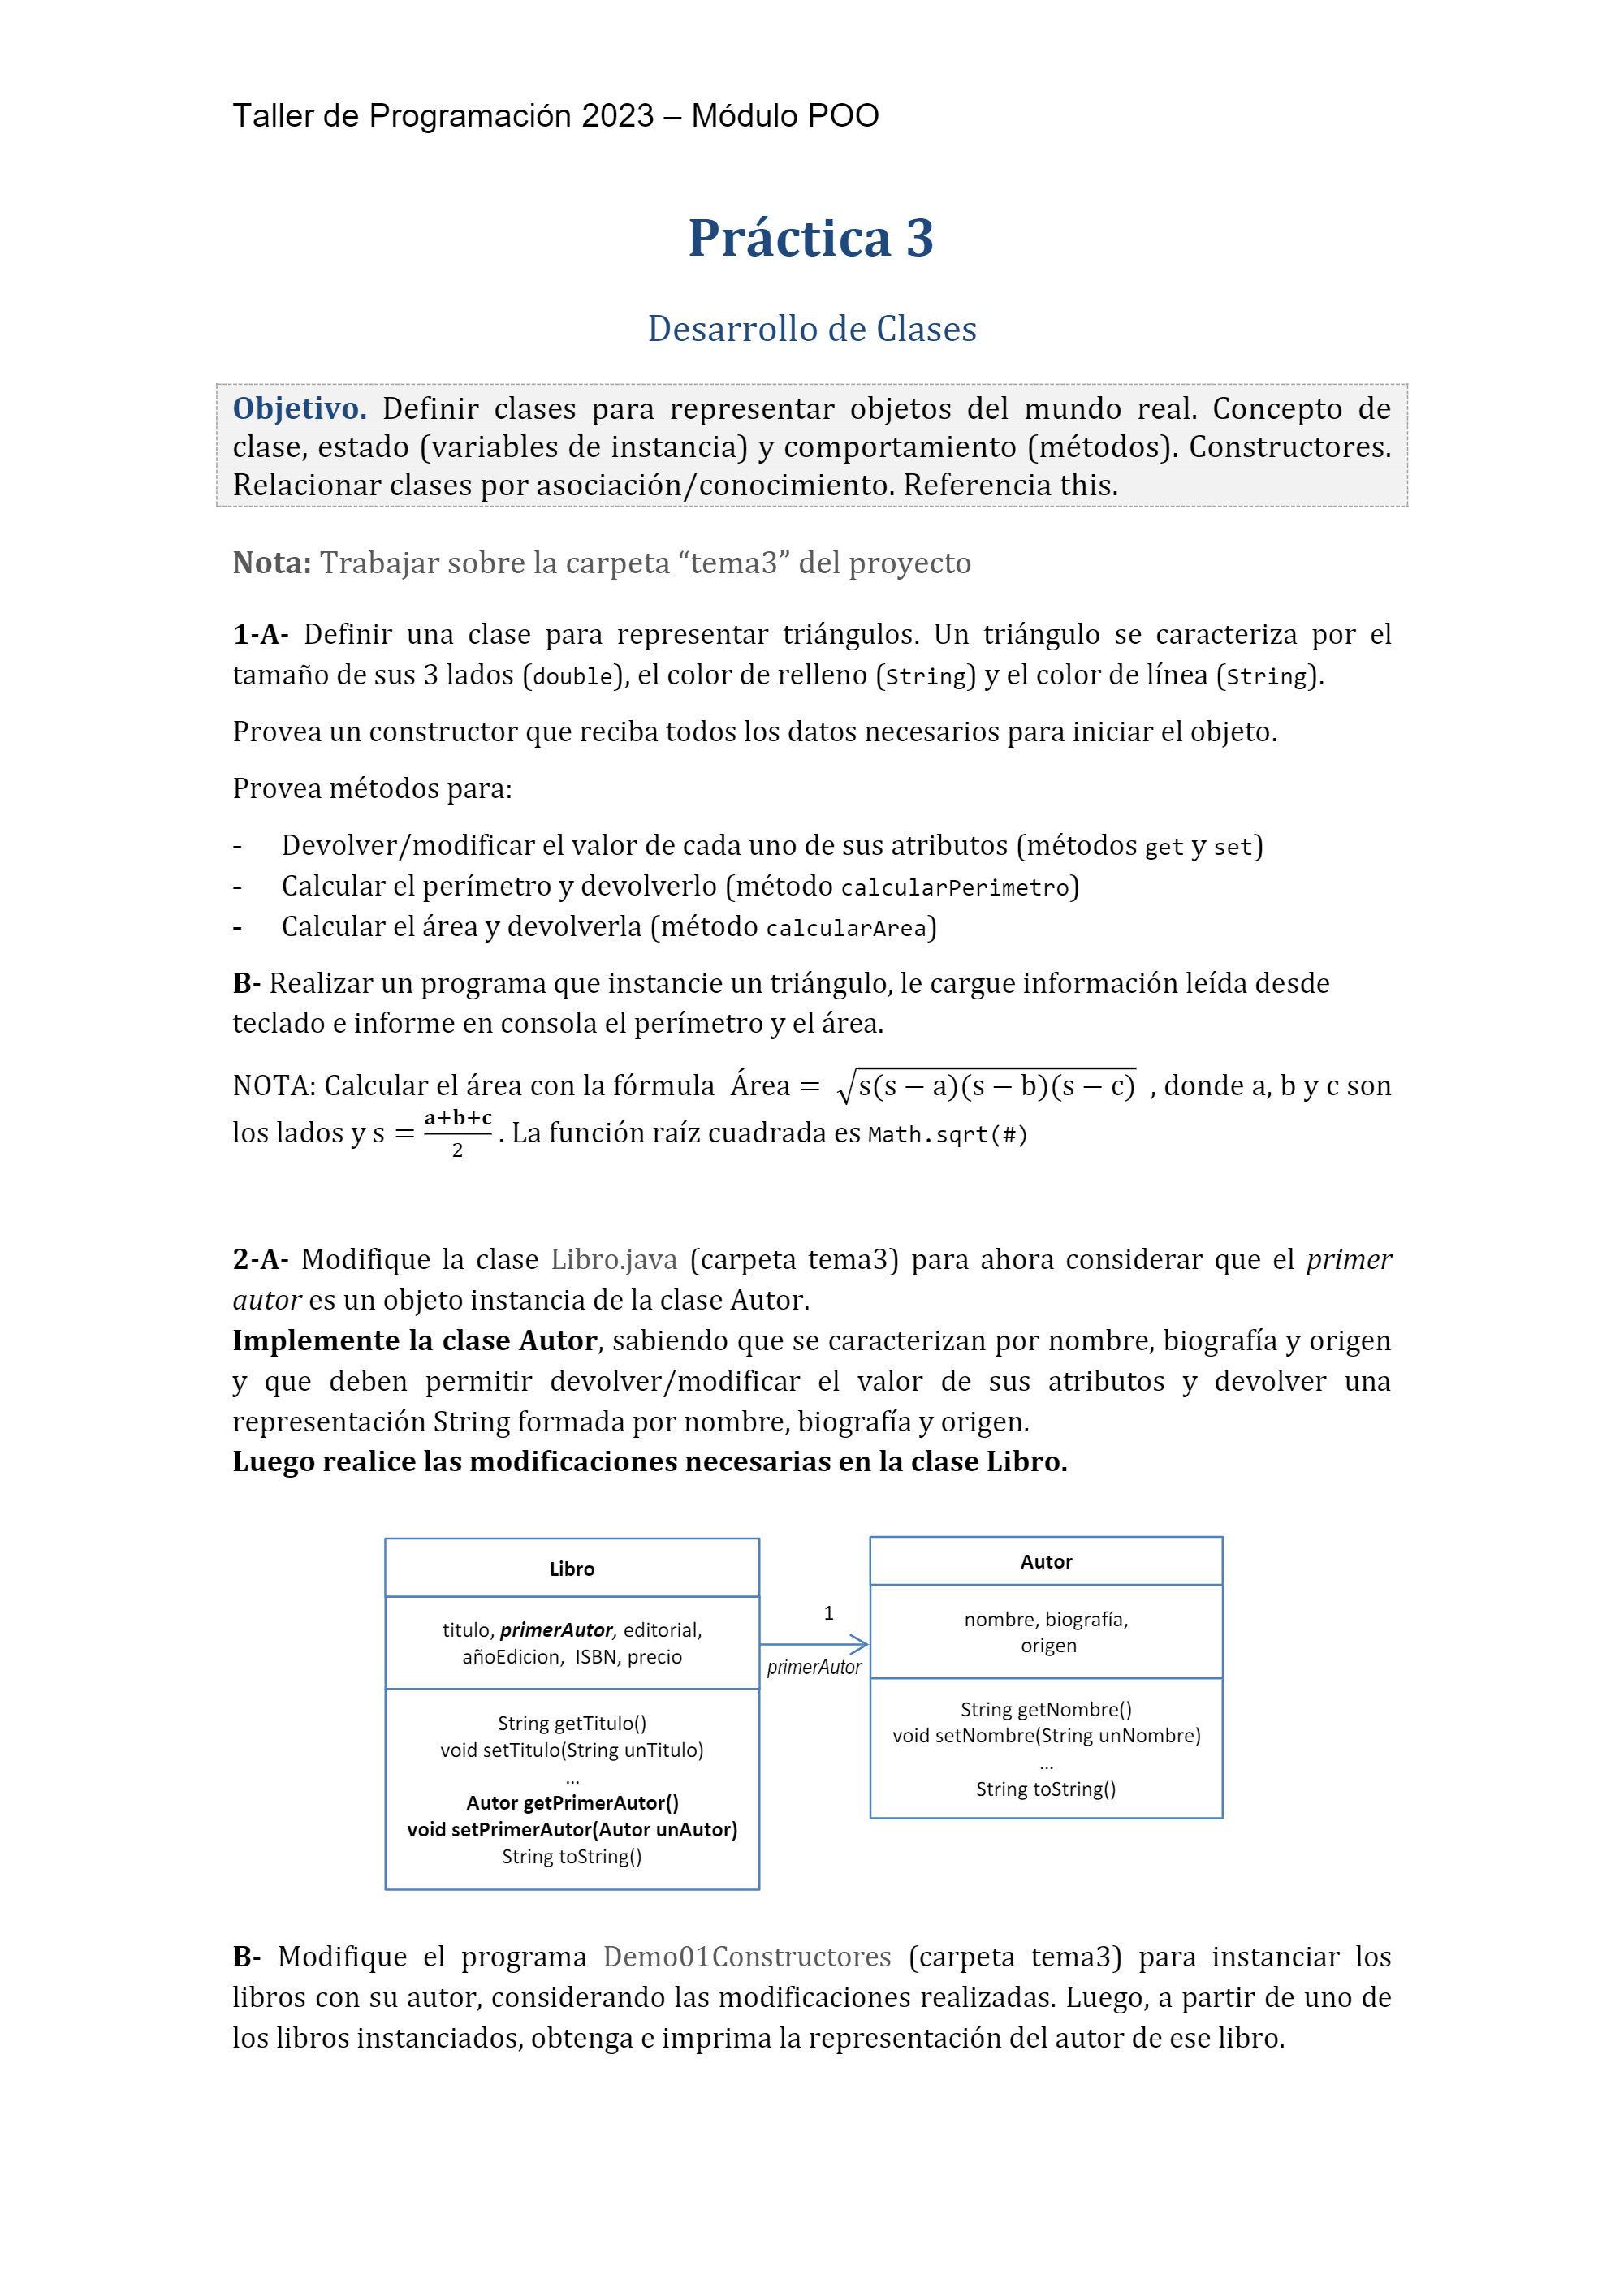 Taller de Programación 2023 – Módulo POO
Práctica 3
Desarrollo de Clases
Objetivo. Definir clases para representar objetos del mundo real. Concepto de
clase, estado (variables de instancia) y comportamiento (métodos). Constructores.
Relacionar clases por asociación/conocimiento. Referencia this.
Nota: Trabajar sobre la carpeta “tema3” del proyecto
1-A- Definir una clase para representar triángulos. Un triángulo se caracteriza por el
tamaño de sus 3 lados (double), el color de relleno (String) y el color de línea (String).
Provea un constructor que reciba todos los datos necesarios para iniciar el objeto.
Provea métodos para:
- Devolver/modificar el valor de cada uno de sus atributos (métodos get y set)
- Calcular el perímetro y devolverlo (método calcularPerimetro)
- Calcular el área y devolverla (método calcularArea)
B- Realizar un programa que instancie un triángulo, le cargue información leída desde
teclado e informe en consola el perímetro y el área.
NOTA: Calcular el área con la fórmula Área = √s(s − a)(s − b)(s − c) , donde a, b y c son
los lados y s = a+b+c/2 . La función raíz cuadrada es Math.sqrt(#)
2-A- Modifique la clase Libro.java (carpeta tema3) para ahora considerar que el primer
autor es un objeto instancia de la clase Autor.
Implemente la clase Autor, sabiendo que se caracterizan por nombre, biografía y origen
y que deben permitir devolver/modificar el valor de sus atributos y devolver una
representación String formada por nombre, biografía y origen.
Luego realice las modificaciones necesarias en la clase Libro.
Libro
titulo, primerAutor, editorial,
añoEdicion, ISBN, precio
String getTitulo()
void setTitulo(String unTitulo)
...
Autor getPrimerAutor()
void setPrimerAutor(Autor unAutor)
String toString()
1
primerAutor
Autor
nombre, biografía,
origen
String getNombre()
void setNombre(String unNombre)
...
String toString()
B- Modifique el programa Demo01Constructores (carpeta tema3) para instanciar los
libros con su autor, considerando las modificaciones realizadas. Luego, a partir de uno de
los libros instanciados, obtenga e imprima la representación del autor de ese libro.